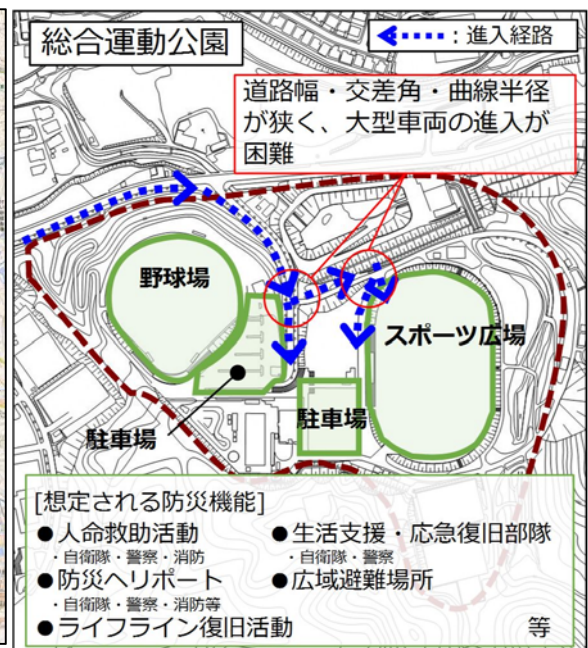 総合運動公園
：進入経路
道路幅・交差角・曲線半径
が狭く、大型車両の進入が
困難
野球場
スポーツ広場
駐車場
駐車場
[想定される防災機能]
●人命救助活動
・自衛隊・警察・消防
●防災ヘリポート
・自衛隊・警察・消防等
●ライフライン復旧活動
●生活支援・応急復旧部隊
・自衛隊・警察
●広域避難場所
等